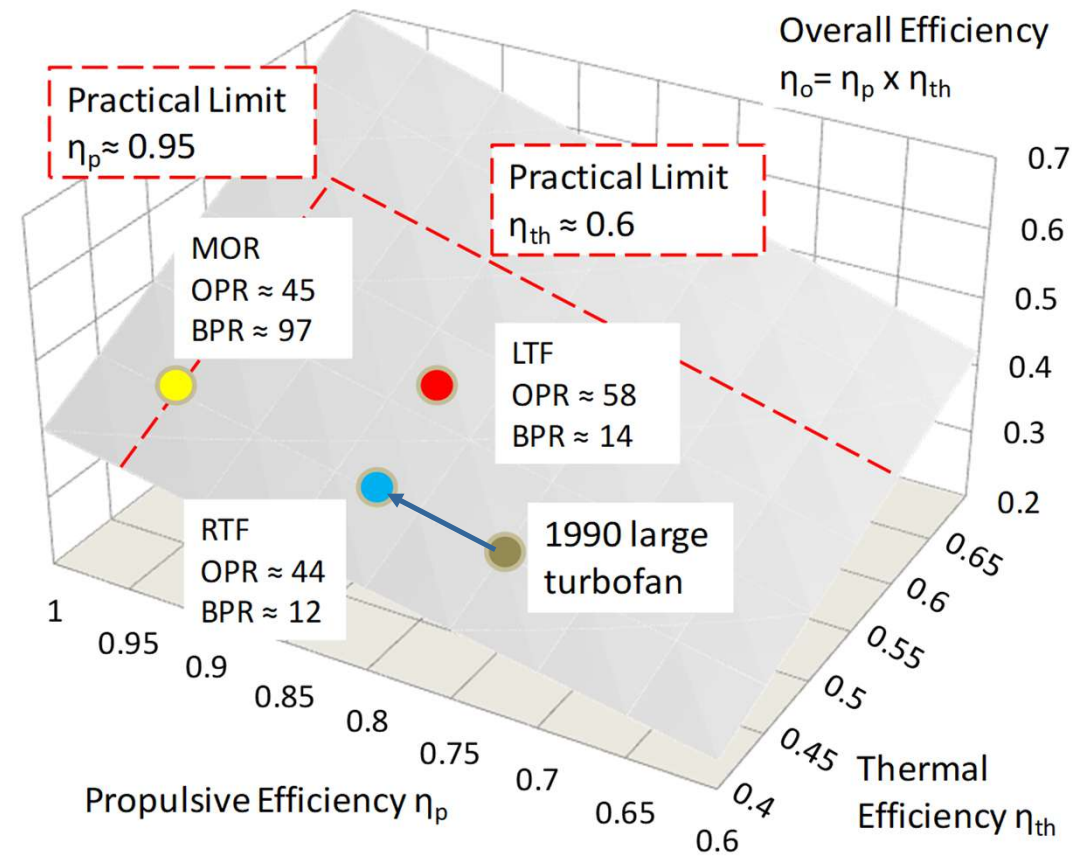 Overall Efficiency
ηₒ= ηₚ x ηₜₕ
Practical Limit
ηₚ≈ 0.95
Practical Limit
ηₜₕ ≈ 0.6
MOR
OPR ≈ 45
BPR ≈ 97
LTF
OPR ≈ 58
BPR ≈ 14
RTF
OPR ≈ 44
BPR ≈ 12
1990 large
turbofan
0.7
0.6
0.5
0.4
0.3
0.2
1
0.95
0.9
0.85
0.8
0.75
0.7
0.65
0.6
Propulsive Efficiency ηₚ
0.65
0.6
0.55
0.5
0.45
0.4
Thermal
Efficiency ηₜₕ